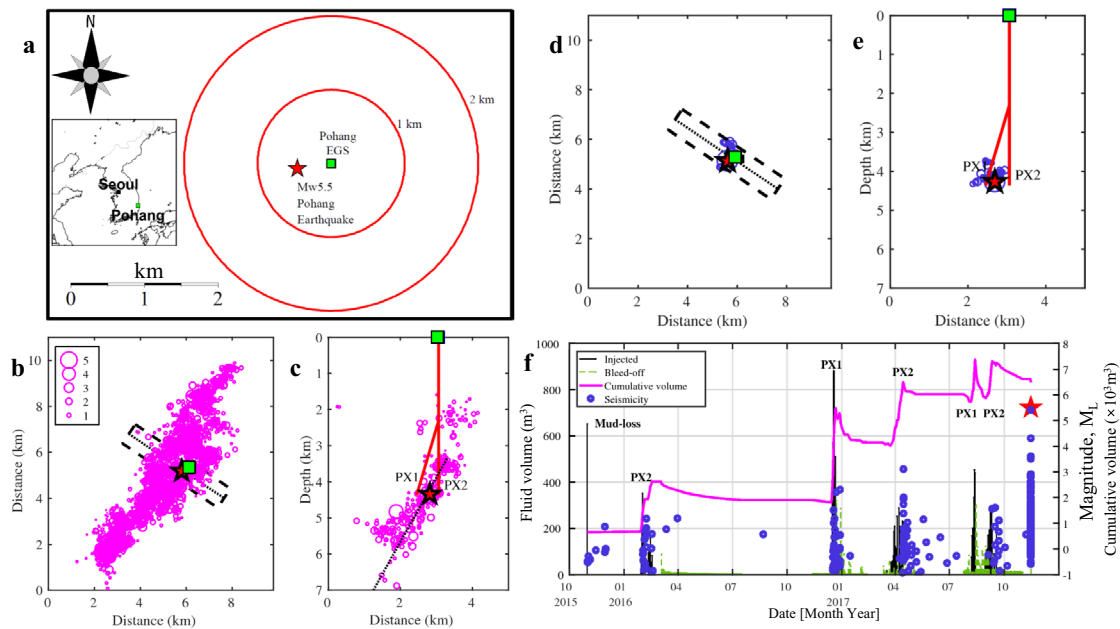 a
N
Seoul
Pohang
2 km
1 km
Pohang
EGS
Mw5.5
Pohang
Earthquake
km
0 1 2
b
5
4
3
2
1
Distance (km)
10
8
6
4
2
0
0 2 4 6 8
Distance (km)
c
Depth (km)
0
1
2
3
4
5
6
7
PX1
PX2
0 2 4
Distance (km)
d
Distance (km)
10
8
6
4
2
0
0 2 4 6 8
Distance (km)
e
Depth (km)
0
1
2
3
4
5
6
7
PX1
PX2
0 2 4
Distance (km)
f
Injected
Bleed-off
Cumulative volume
Seismicity
Mud-loss
PX2
PX1
PX2
PX1 PX2
Fluid volume (m³)
1000
800
600
400
200
0
8
7
6
5
4
3
2
1
0
-1
Magnitude, M_L
Cumulative volume (×10³m³)
10 01 04 07 10 01 04 07 10
2015 2016 2017
Date [Month Year]